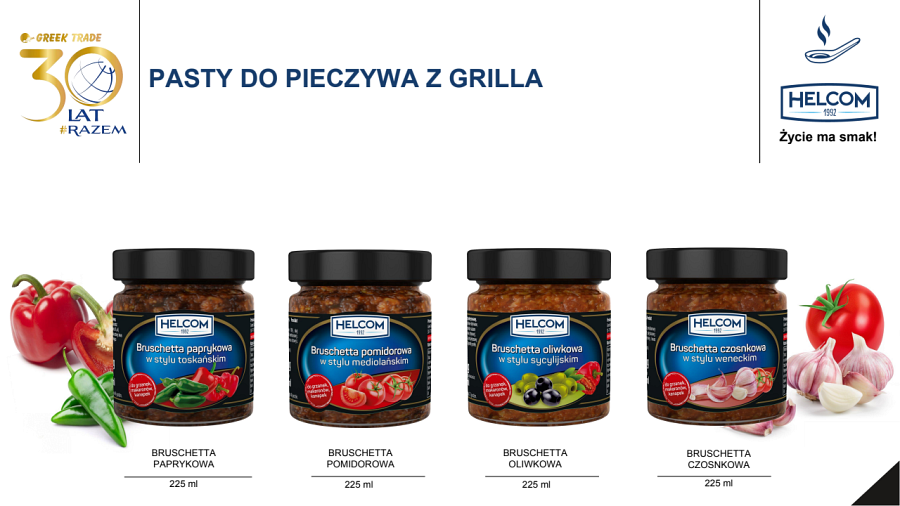 GREEK TRADE
30
LAT
#RAZEM
PASTY DO PIECZYWA Z GRILLA
HELCOM
1992
Życie ma smak!
HELCOM
1992
Bruschetta paprykowa
w stylu toskańskim
do grzanek,
makaronów,
kanapek
HELCOM
1992
Bruschetta pomidorowa
w stylu mediolańskim
do grzanek,
makaronów,
kanapek
HELCOM
1992
Bruschetta oliwkowa
w stylu sycylijskim
do grzanek,
makaronów,
kanapek
HELCOM
1992
Bruschetta czosnkowa
w stylu weneckim
do grzanek,
makaronów,
kanapek
BRUSCHETTA
PAPRYKOWA
225 ml
BRUSCHETTA
POMIDOROWA
225 ml
BRUSCHETTA
OLIWKOWA
225 ml
BRUSCHETTA
CZOSNKOWA
225 ml